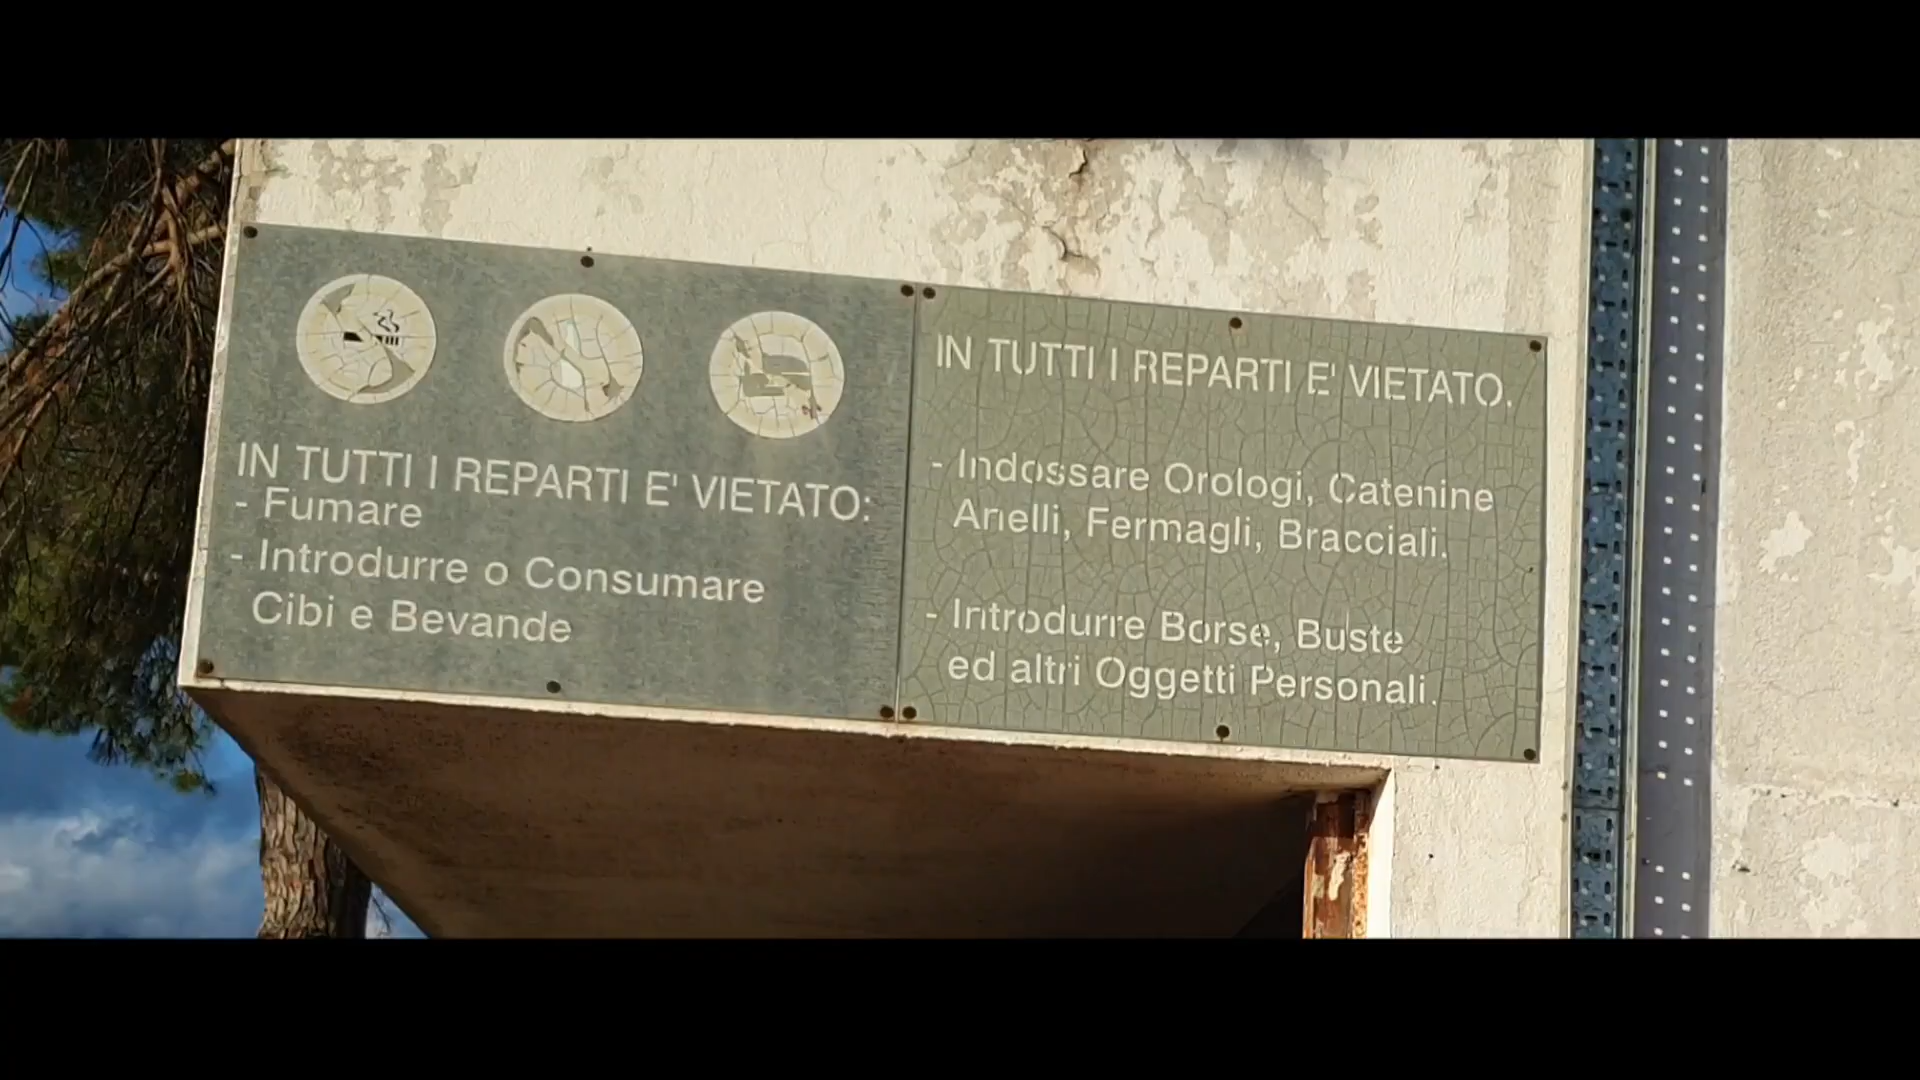 IN TUTTI I REPARTI E' VIETATO:
- Fumare
- Introdurre o Consumare
Cibi e Bevande
IN TUTTI I REPARTI E' VIETATO.
- Indossare Orologi, Catenine
Anelli, Fermagli, Bracciali.
- Introdurre Borse, Buste
ed altri Oggetti Personali.